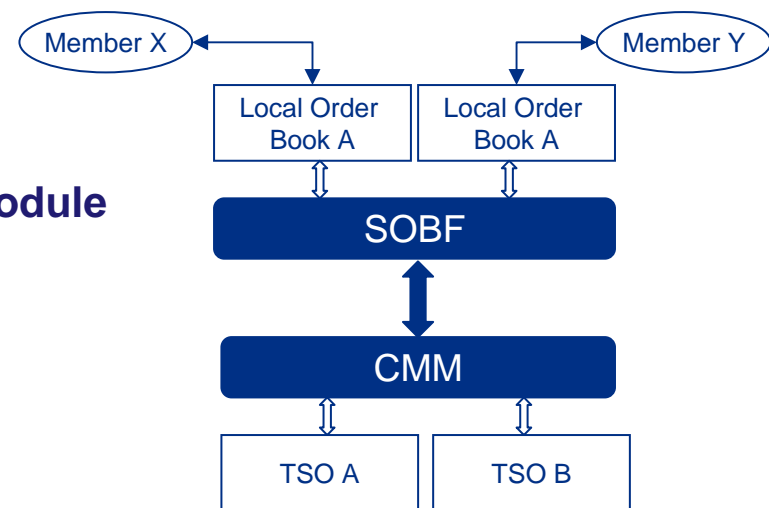 Member X
Member Y
Local Order
Book A
Local Order
Book A
odule
SOBF
CMM
TSO A
TSO B